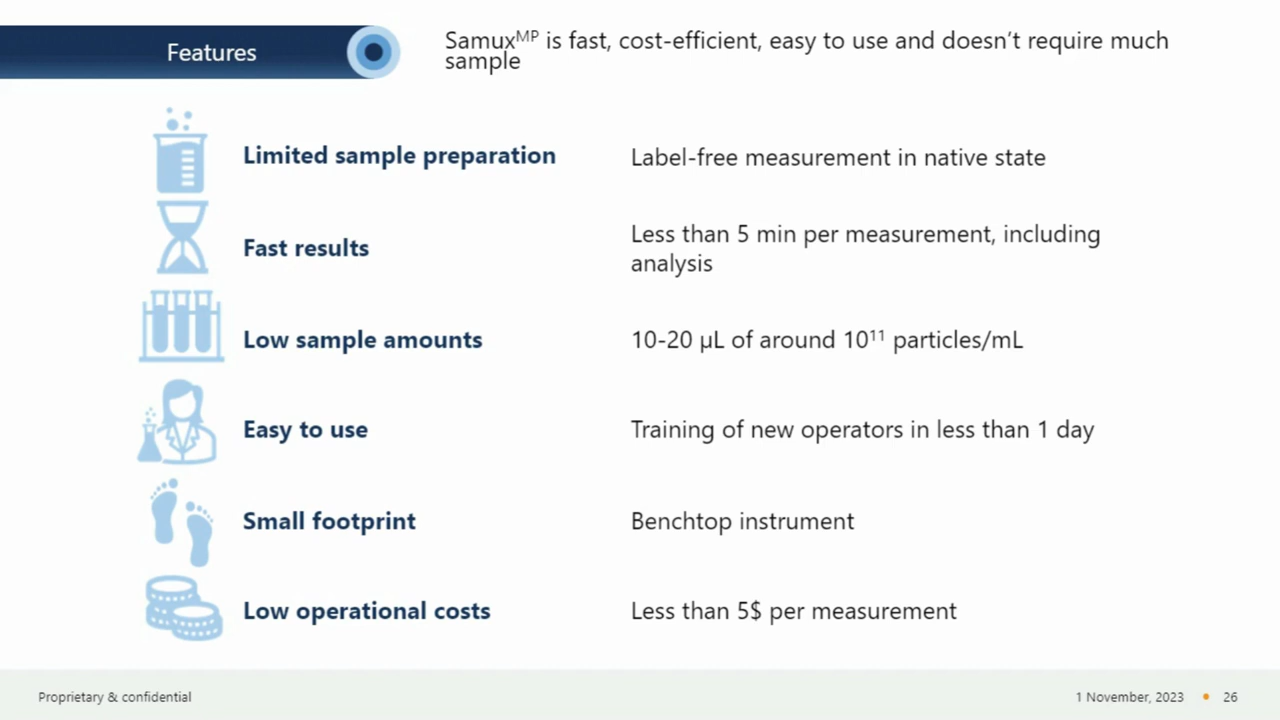 Features
Samuxᴹᴾ is fast, cost-efficient, easy to use and doesn’t require much
sample
Limited sample preparation
Label-free measurement in native state
Fast results
Less than 5 min per measurement, including
analysis
Low sample amounts
10-20 µL of around 10¹¹ particles/mL
Easy to use
Training of new operators in less than 1 day
Small footprint
Benchtop instrument
Low operational costs
Less than 5$ per measurement
Proprietary & confidential
1 November, 2023 • 26